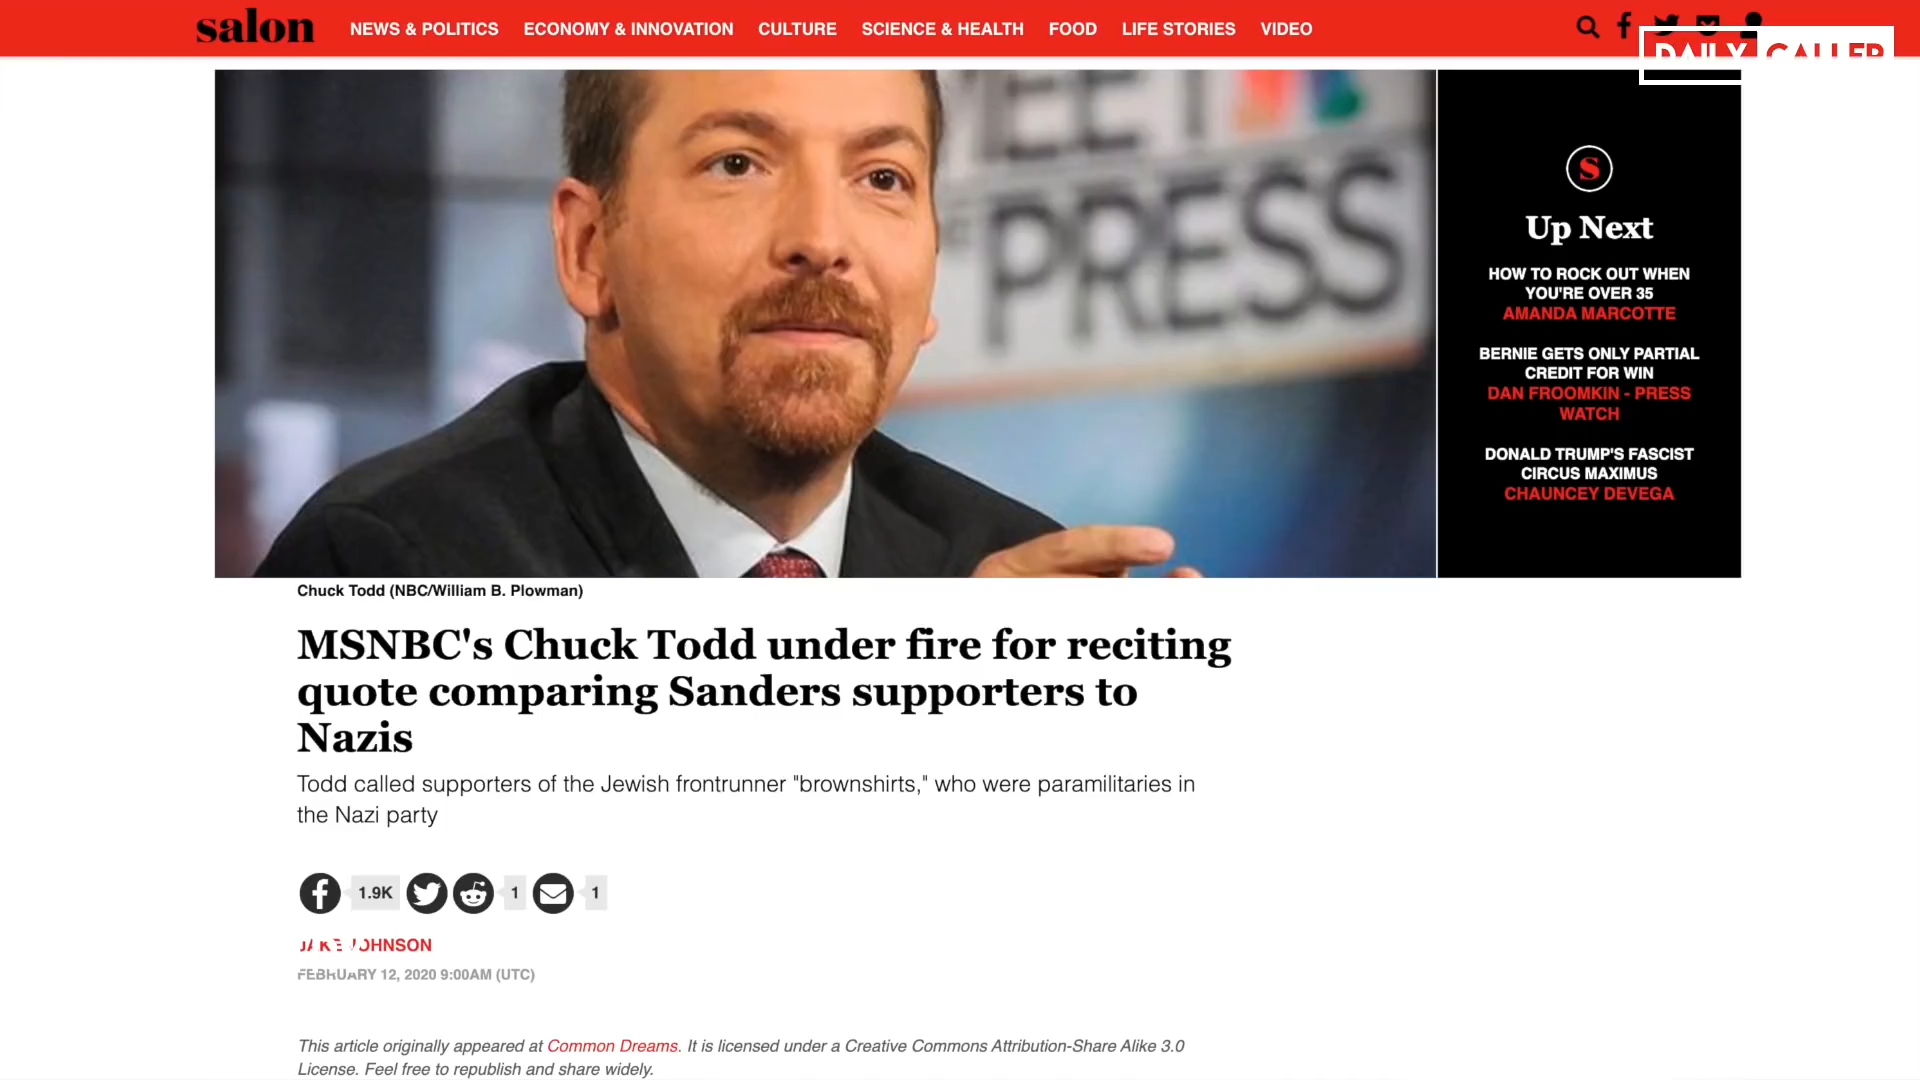 salon
NEWS & POLITICS ECONOMY & INNOVATION CULTURE SCIENCE & HEALTH FOOD LIFE STORIES VIDEO
DAILY CALLER
MEET
THE PRESS
S
Up Next
HOW TO ROCK OUT WHEN
YOU'RE OVER 35
AMANDA MARCOTTE
BERNIE GETS ONLY PARTIAL
CREDIT FOR WIN
DAN FROOMKIN - PRESS
WATCH
DONALD TRUMP'S FASCIST
CIRCUS MAXIMUS
CHAUNCEY DEVEGA
Chuck Todd (NBC/William B. Plowman)
MSNBC's Chuck Todd under fire for reciting
quote comparing Sanders supporters to
Nazis
Todd called supporters of the Jewish frontrunner "brownshirts," who were paramilitaries in
the Nazi party
1.9K 1 1
JAKE JOHNSON
FEBRUARY 12, 2020 9:00AM (UTC)
This article originally appeared at Common Dreams. It is licensed under a Creative Commons Attribution-Share Alike 3.0
License. Feel free to republish and share widely.